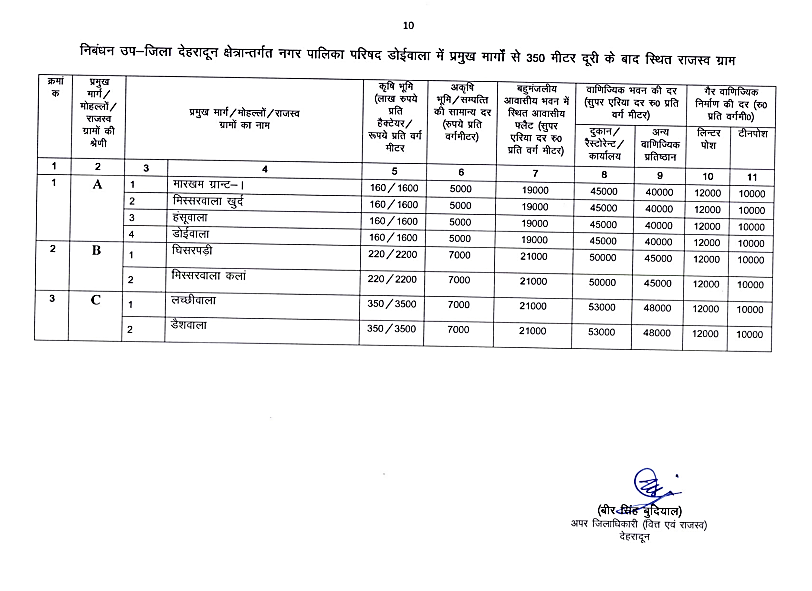 10
निबंधन उप–जिला देहरादून क्षेत्रान्तर्गत नगर पालिका परिषद डोईवाला में प्रमुख मार्गों से 350 मीटर दूरी के बाद स्थित राजस्व ग्राम
क्रमांक प्रमुख मार्ग/मोहल्लों/राजस्व ग्रामों की श्रेणी प्रमुख मार्ग/मोहल्लों/राजस्व ग्रामों का नाम कृषि भूमि (लाख रुपये प्रति हैक्टेयर/रूपये प्रति वर्ग मीटर अकृषि भूमि/सम्पत्ति की सामान्य दर (रुपये प्रति वर्गमीटर) बहुमंजलीय आवासीय भवन में स्थित आवासीय फ्लैट (सुपर एरिया दर रु0 प्रति वर्ग मीटर) वाणिज्यिक भवन की दर (सुपर एरिया दर रु0 प्रति वर्ग मीटर) गैर वाणिज्यिक निर्माण की दर (रु0 प्रति वर्गमी0)
दुकान/रैस्टोरेन्ट/कार्यालय अन्य वाणिज्यिक प्रतिष्ठान लिन्टर पोश टीनपोश
1 2 3 4 5 6 7 8 9 10 11
1 A 1 मारखम ग्रान्ट–I 160/1600 5000 19000 45000 40000 12000 10000
2 मिस्सरवाला खुर्द 160/1600 5000 19000 45000 40000 12000 10000
3 हंसूवाला 160/1600 5000 19000 45000 40000 12000 10000
4 डोईवाला 160/1600 5000 19000 45000 40000 12000 10000
2 B 1 घिसरपड़ी 220/2200 7000 21000 50000 45000 12000 10000
2 मिस्सरवाला कलां 220/2200 7000 21000 50000 45000 12000 10000
3 C 1 लच्छीवाला 350/3500 7000 21000 53000 48000 12000 10000
2 डैशवाला 350/3500 7000 21000 53000 48000 12000 10000
(बीर सिंह बुदियाल)
अपर जिलाधिकारी (वित्त एवं राजस्व)
देहरादून